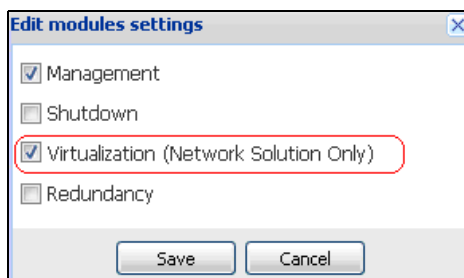 Edit modules settings
Management
Shutdown
Virtualization (Network Solution Only)
Redundancy
Save Cancel